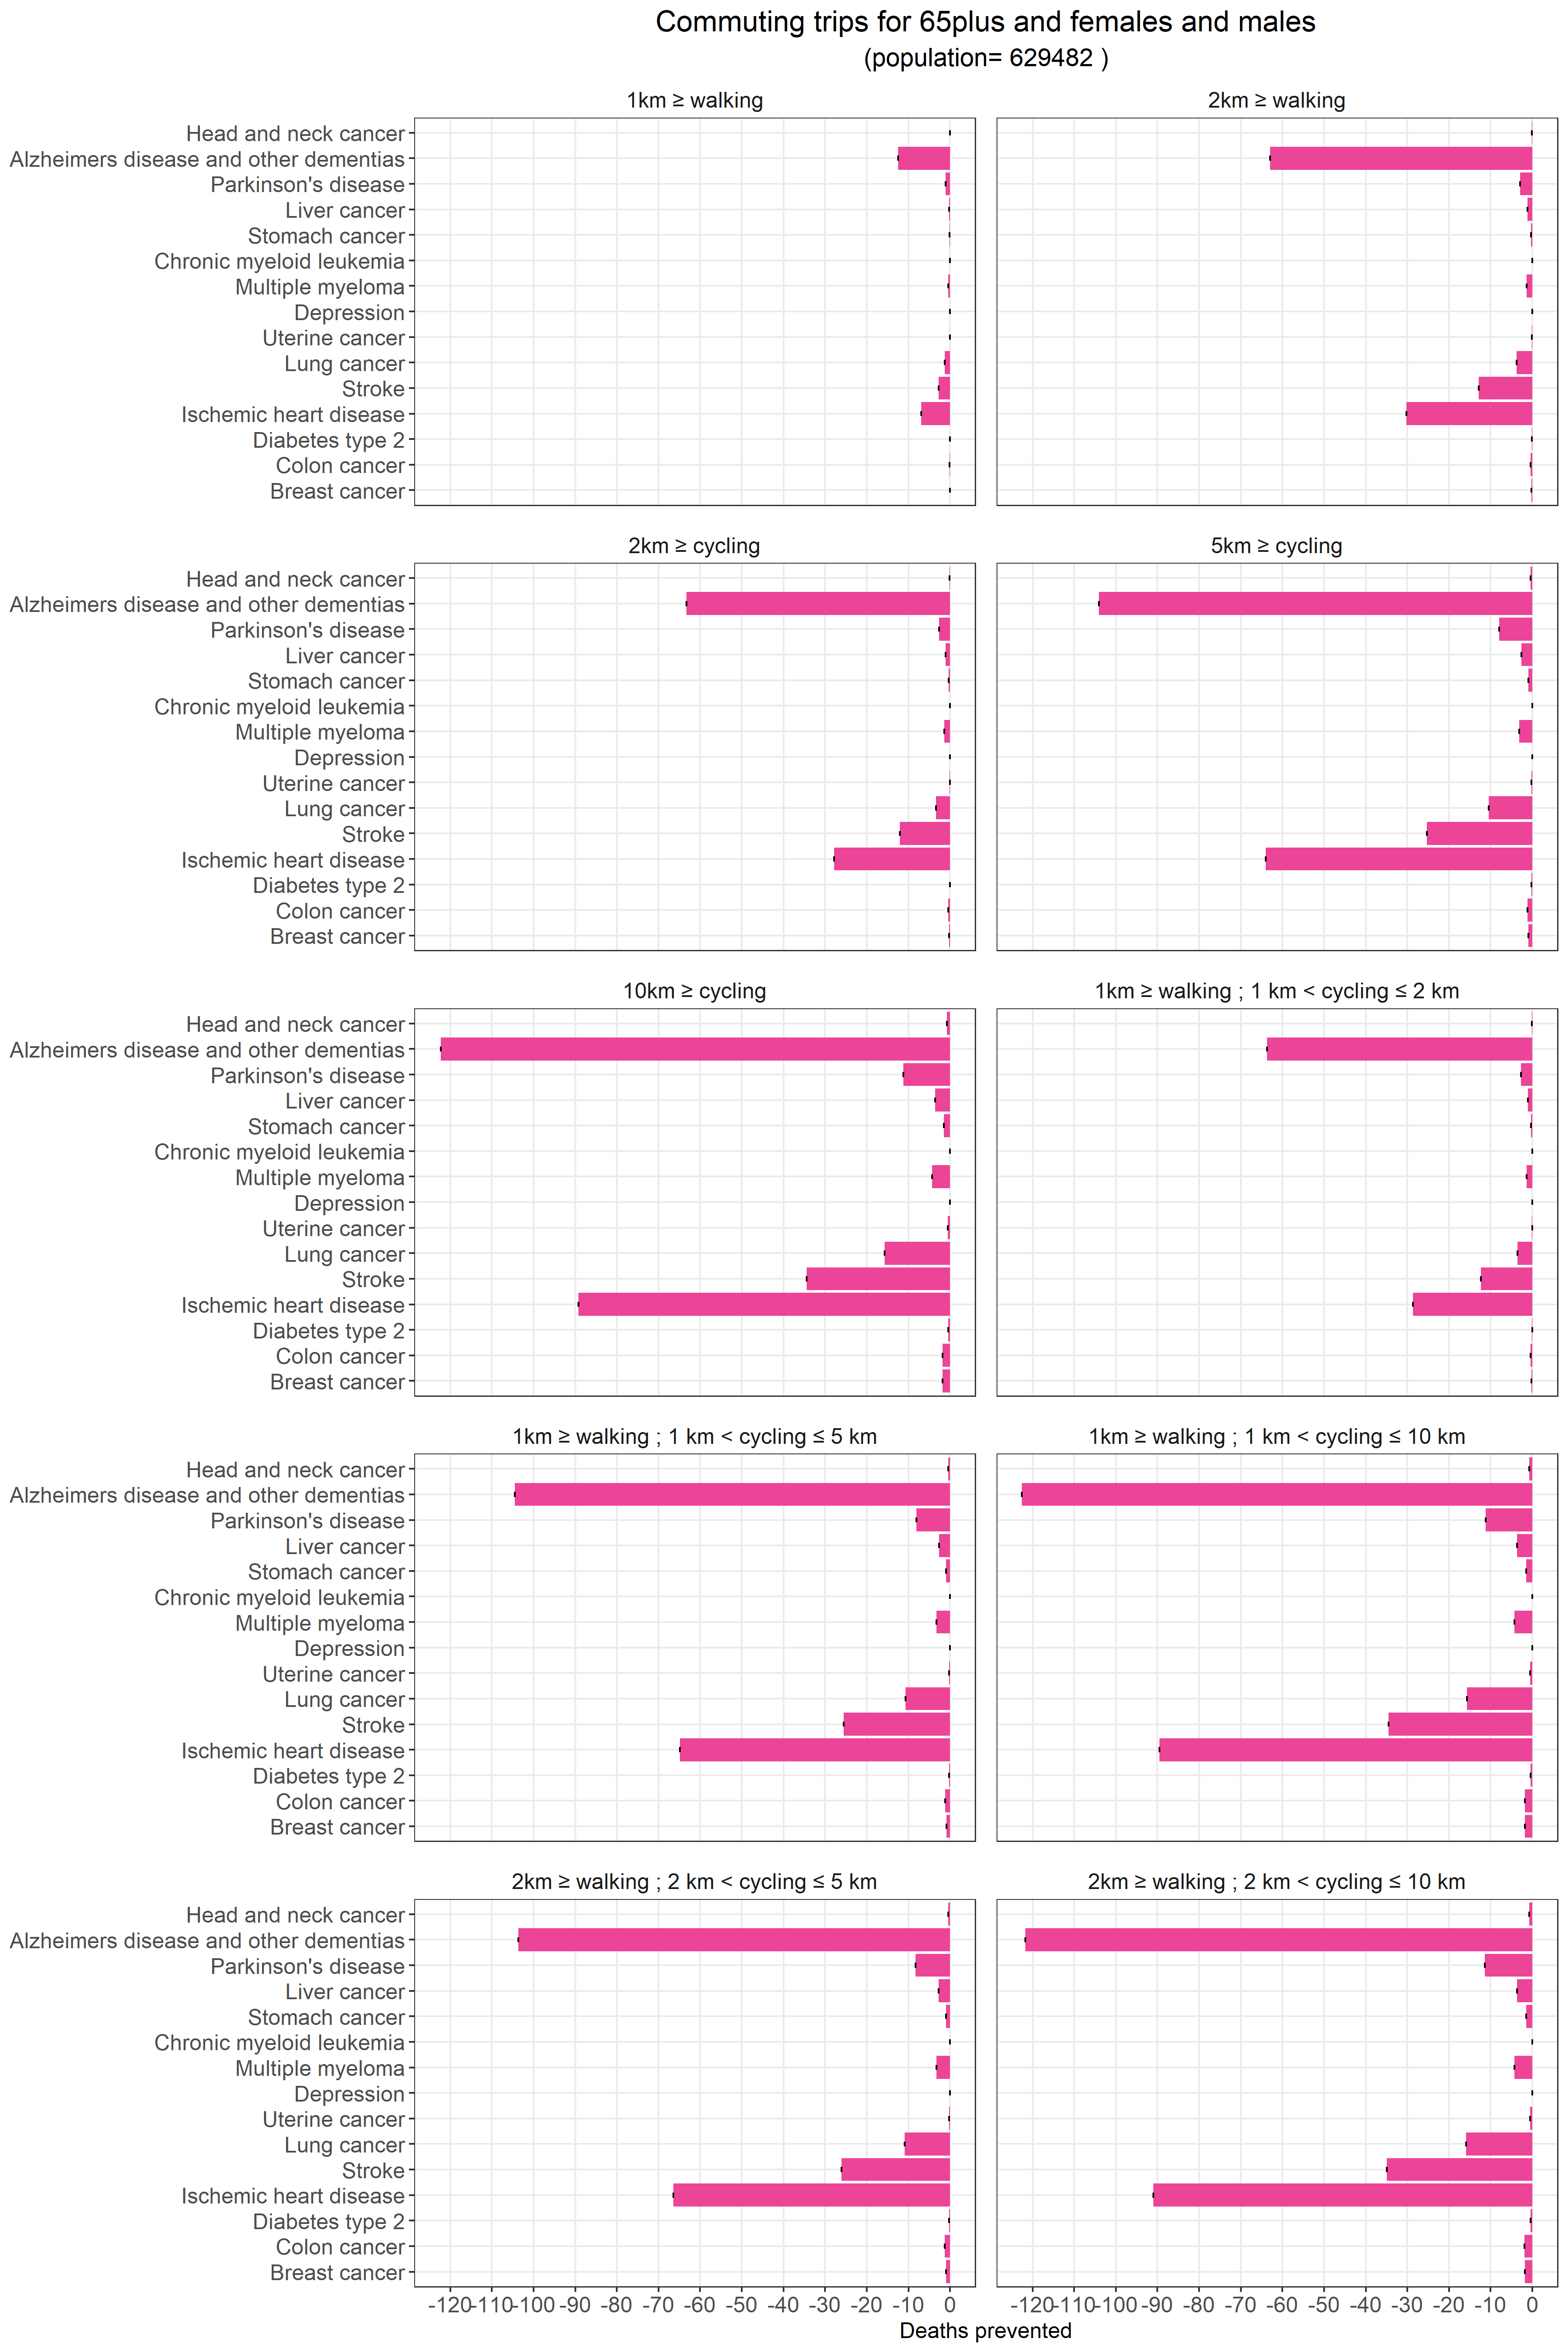 Commuting trips for 65plus and females and males
(population= 629482 )
1km ≥ walking
2km ≥ walking
Head and neck cancer
Alzheimers disease and other dementias
Parkinson's disease
Liver cancer
Stomach cancer
Chronic myeloid leukemia
Multiple myeloma
Depression
Uterine cancer
Lung cancer
Stroke
Ischemic heart disease
Diabetes type 2
Colon cancer
Breast cancer
2km ≥ cycling
5km ≥ cycling
Head and neck cancer
Alzheimers disease and other dementias
Parkinson's disease
Liver cancer
Stomach cancer
Chronic myeloid leukemia
Multiple myeloma
Depression
Uterine cancer
Lung cancer
Stroke
Ischemic heart disease
Diabetes type 2
Colon cancer
Breast cancer
10km ≥ cycling
1km ≥ walking ; 1 km < cycling ≤ 2 km
Head and neck cancer
Alzheimers disease and other dementias
Parkinson's disease
Liver cancer
Stomach cancer
Chronic myeloid leukemia
Multiple myeloma
Depression
Uterine cancer
Lung cancer
Stroke
Ischemic heart disease
Diabetes type 2
Colon cancer
Breast cancer
1km ≥ walking ; 1 km < cycling ≤ 5 km
1km ≥ walking ; 1 km < cycling ≤ 10 km
Head and neck cancer
Alzheimers disease and other dementias
Parkinson's disease
Liver cancer
Stomach cancer
Chronic myeloid leukemia
Multiple myeloma
Depression
Uterine cancer
Lung cancer
Stroke
Ischemic heart disease
Diabetes type 2
Colon cancer
Breast cancer
2km ≥ walking ; 2 km < cycling ≤ 5 km
2km ≥ walking ; 2 km < cycling ≤ 10 km
Head and neck cancer
Alzheimers disease and other dementias
Parkinson's disease
Liver cancer
Stomach cancer
Chronic myeloid leukemia
Multiple myeloma
Depression
Uterine cancer
Lung cancer
Stroke
Ischemic heart disease
Diabetes type 2
Colon cancer
Breast cancer
-120 -110 -100 -90 -80 -70 -60 -50 -40 -30 -20 -10 0
-120 -110 -100 -90 -80 -70 -60 -50 -40 -30 -20 -10 0
Deaths prevented